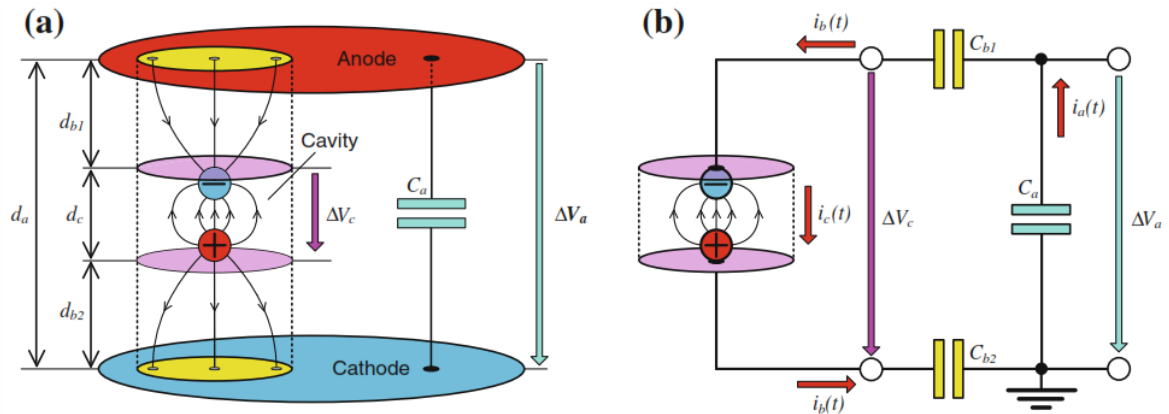 (a)
Anode
d_b1
Cavity
d_a
d_c
ΔV_c
C_a
ΔV_a
d_b2
Cathode
−
+
(b)
i_b(t)
C_b1
i_a(t)
C_a
i_c(t)
ΔV_c
ΔV_a
−
+
C_b2
i_b(t)